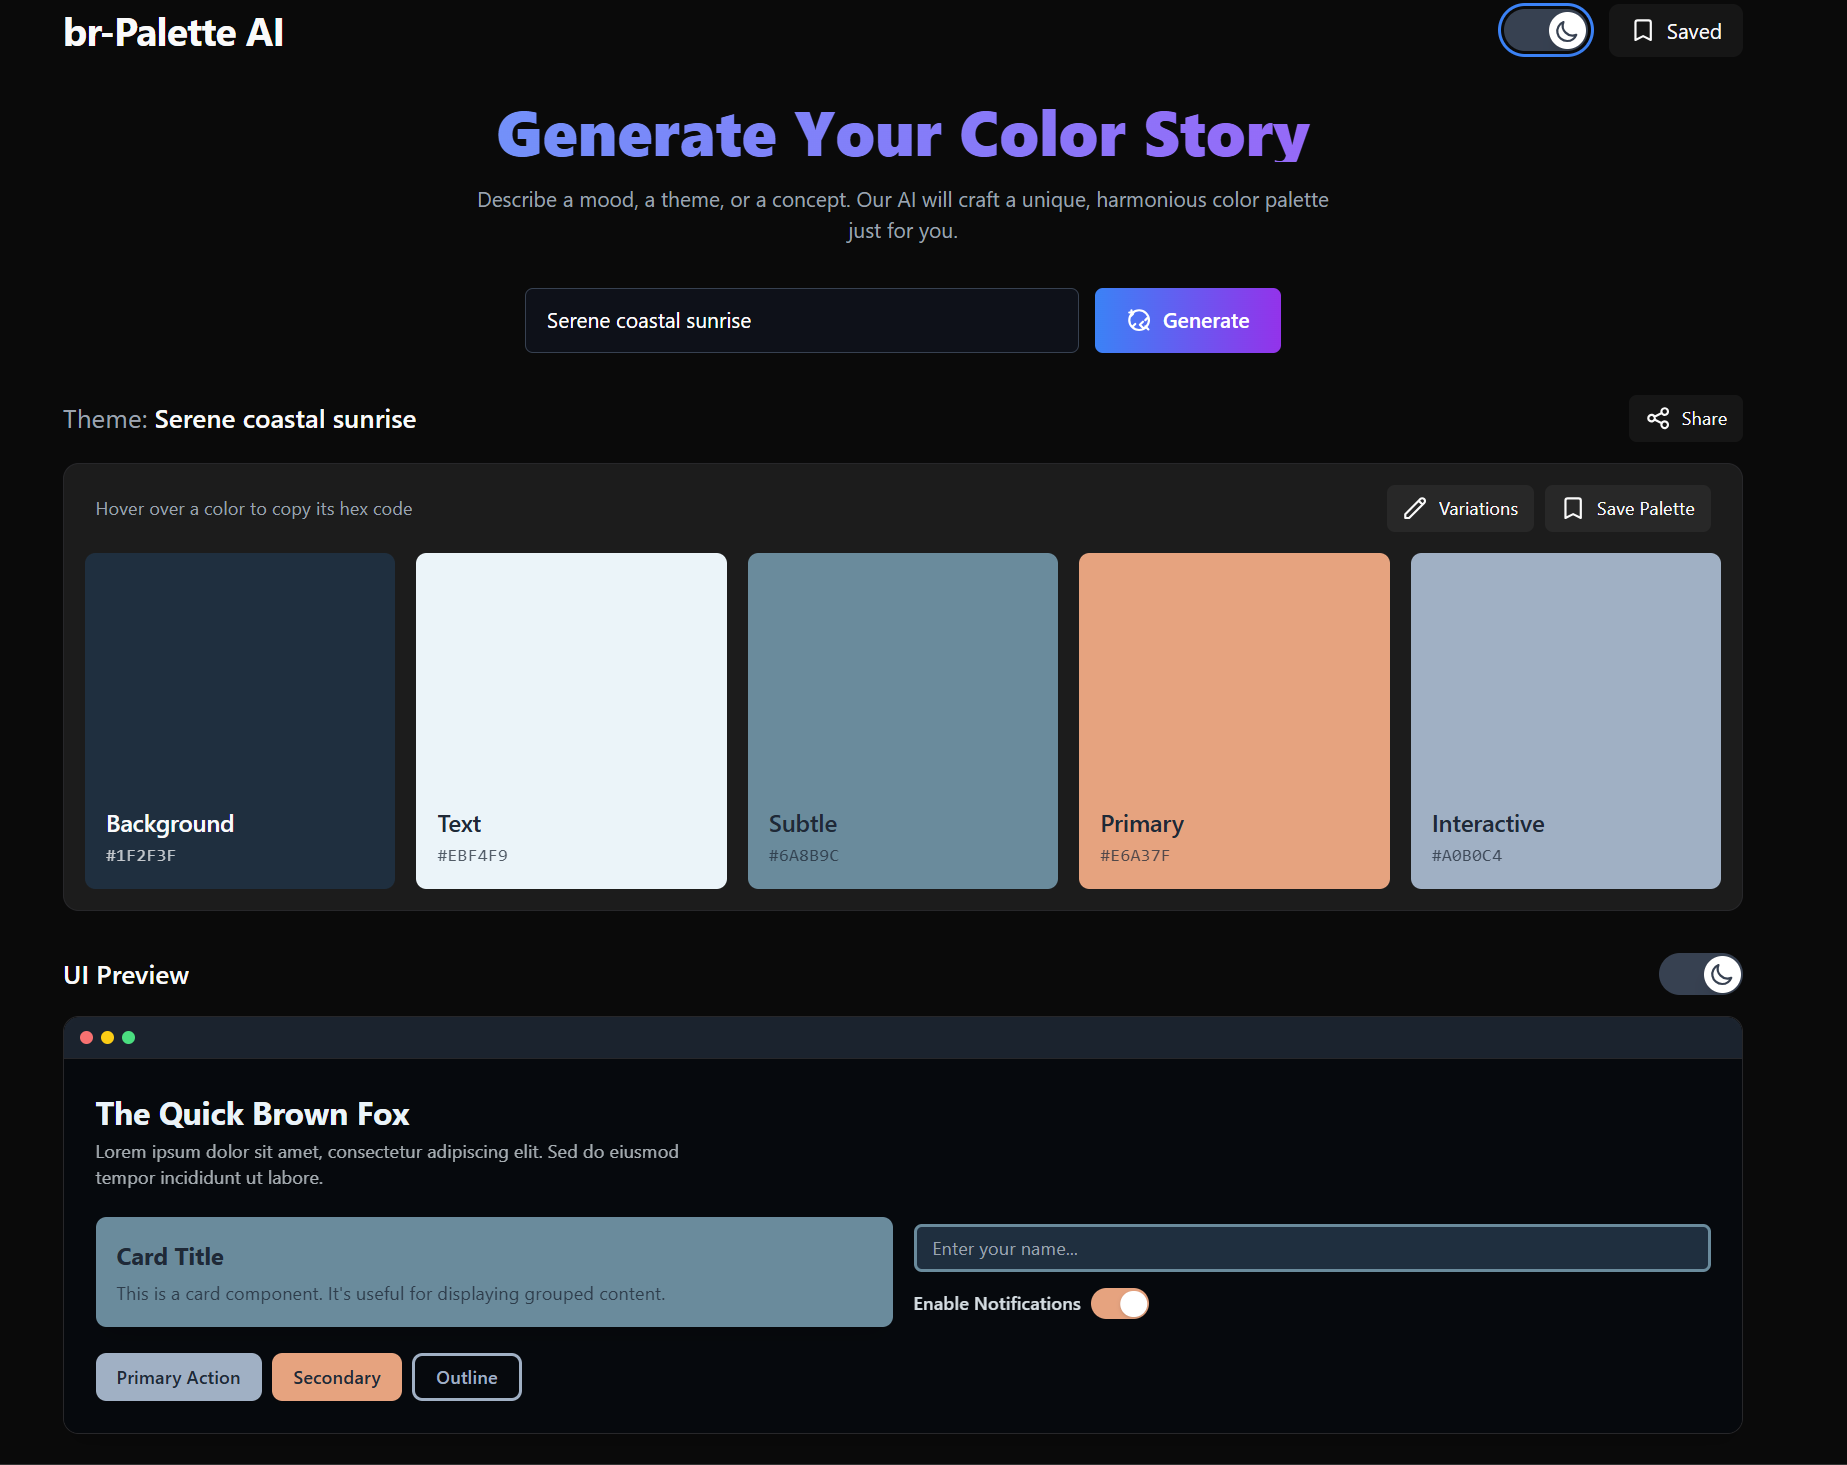 br-Palette AI
Saved
Generate Your Color Story
Describe a mood, a theme, or a concept. Our AI will craft a unique, harmonious color palette
just for you.
Serene coastal sunrise
Generate
Theme: Serene coastal sunrise
Share
Hover over a color to copy its hex code
Variations
Save Palette
Background
#1F2F3F
Text
#EBF4F9
Subtle
#6A8B9C
Primary
#E6A37F
Interactive
#A0B0C4
UI Preview
The Quick Brown Fox
Lorem ipsum dolor sit amet, consectetur adipiscing elit. Sed do eiusmod
tempor incididunt ut labore.
Card Title
This is a card component. It's useful for displaying grouped content.
Enter your name...
Enable Notifications
Primary Action
Secondary
Outline